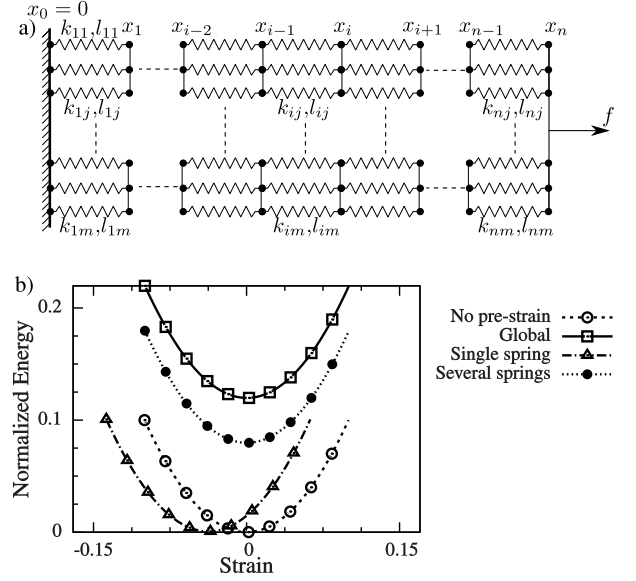 x₀ = 0
a) k₁₁,l₁₁ x₁ xᵢ₋₂ xᵢ₋₁ xᵢ xᵢ₊₁ xₙ₋₁ xₙ
k₁ⱼ,l₁ⱼ kᵢⱼ,lᵢⱼ kₙⱼ,lₙⱼ f
k₁ₘ,l₁ₘ kᵢₘ,lᵢₘ kₙₘ,lₙₘ
b)
Normalized Energy
0.2
0.1
0
-0.15 0 0.15
Strain
No pre-strain
Global
Single spring
Several springs